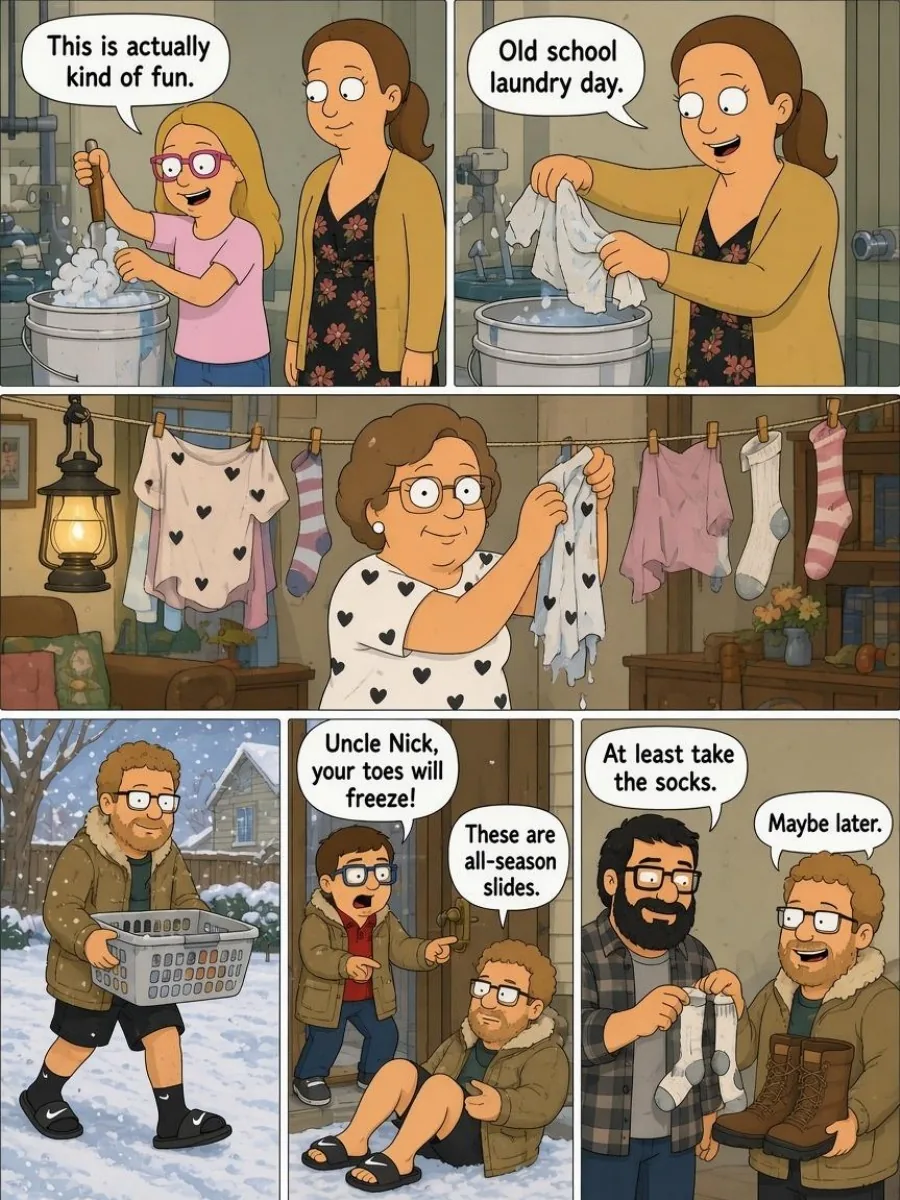 This is actually
kind of fun.
Old school
laundry day.
Uncle Nick,
your toes will
freeze!
These are
all-season
slides.
At least take
the socks.
Maybe later.